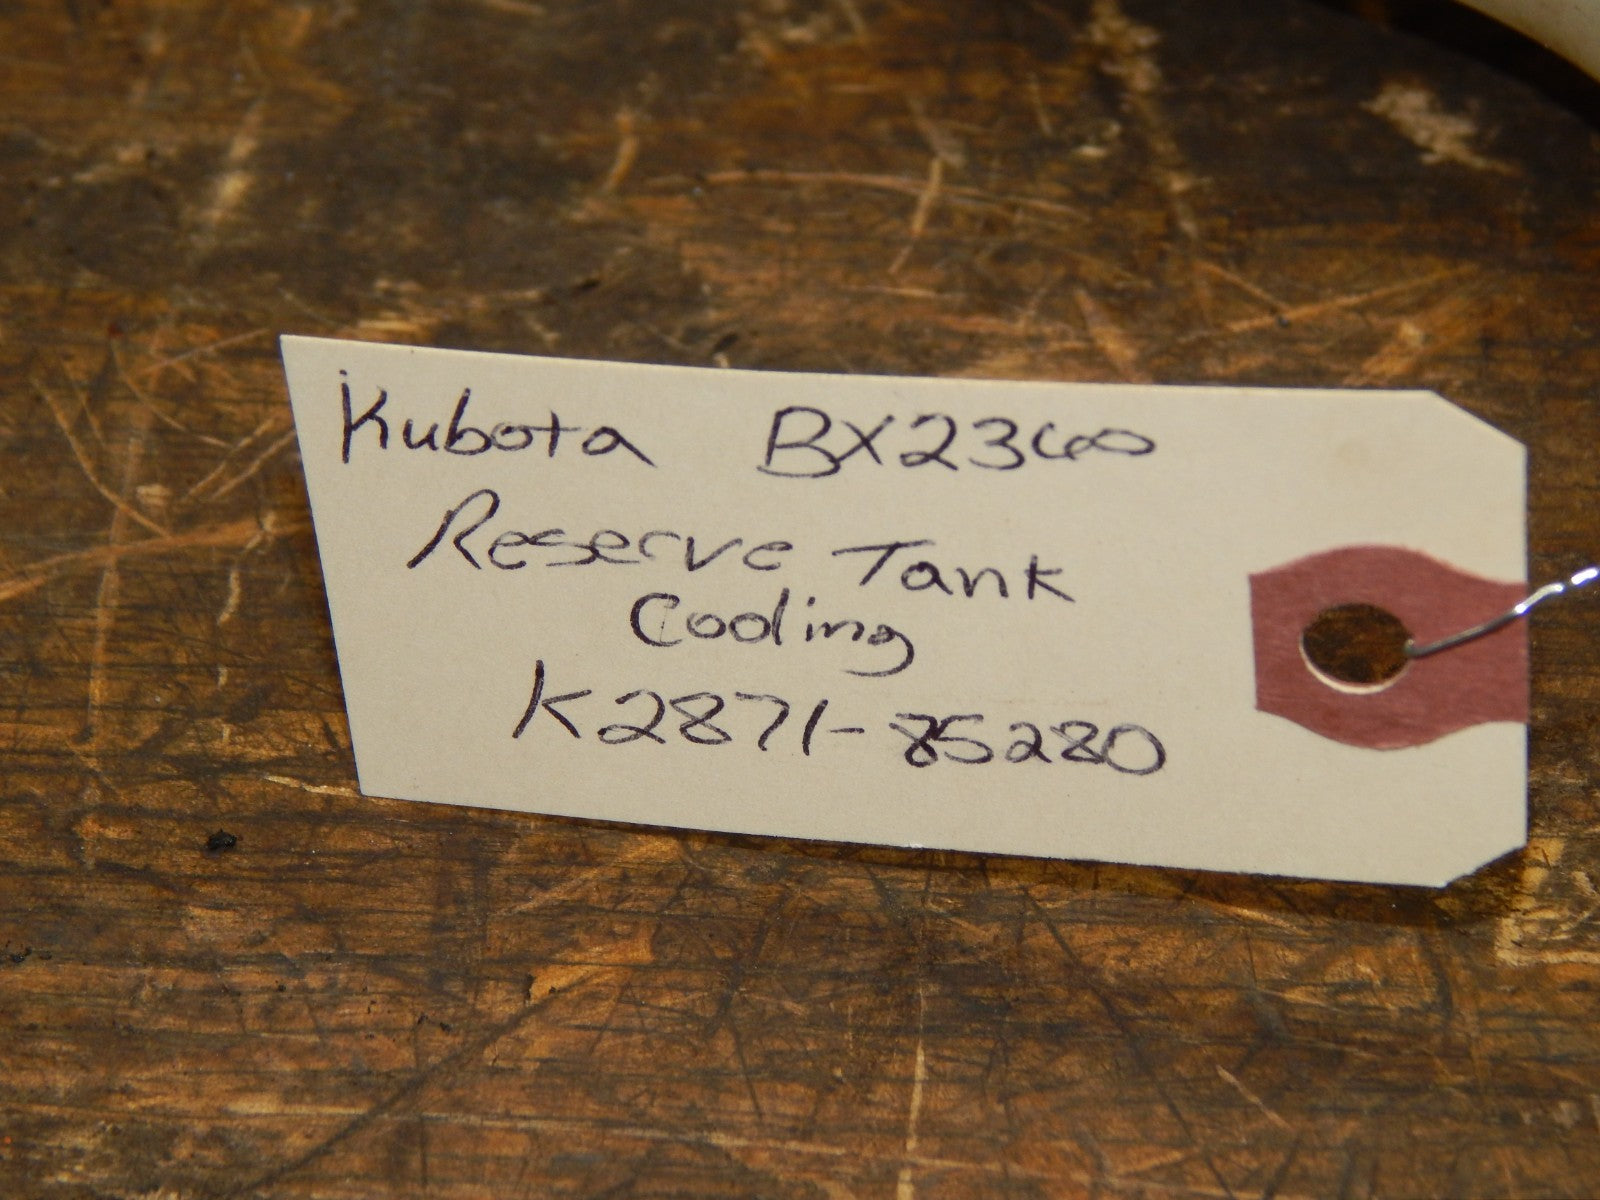 Kubota BX2360
Reserve Tank
Cooling
K2871-85280